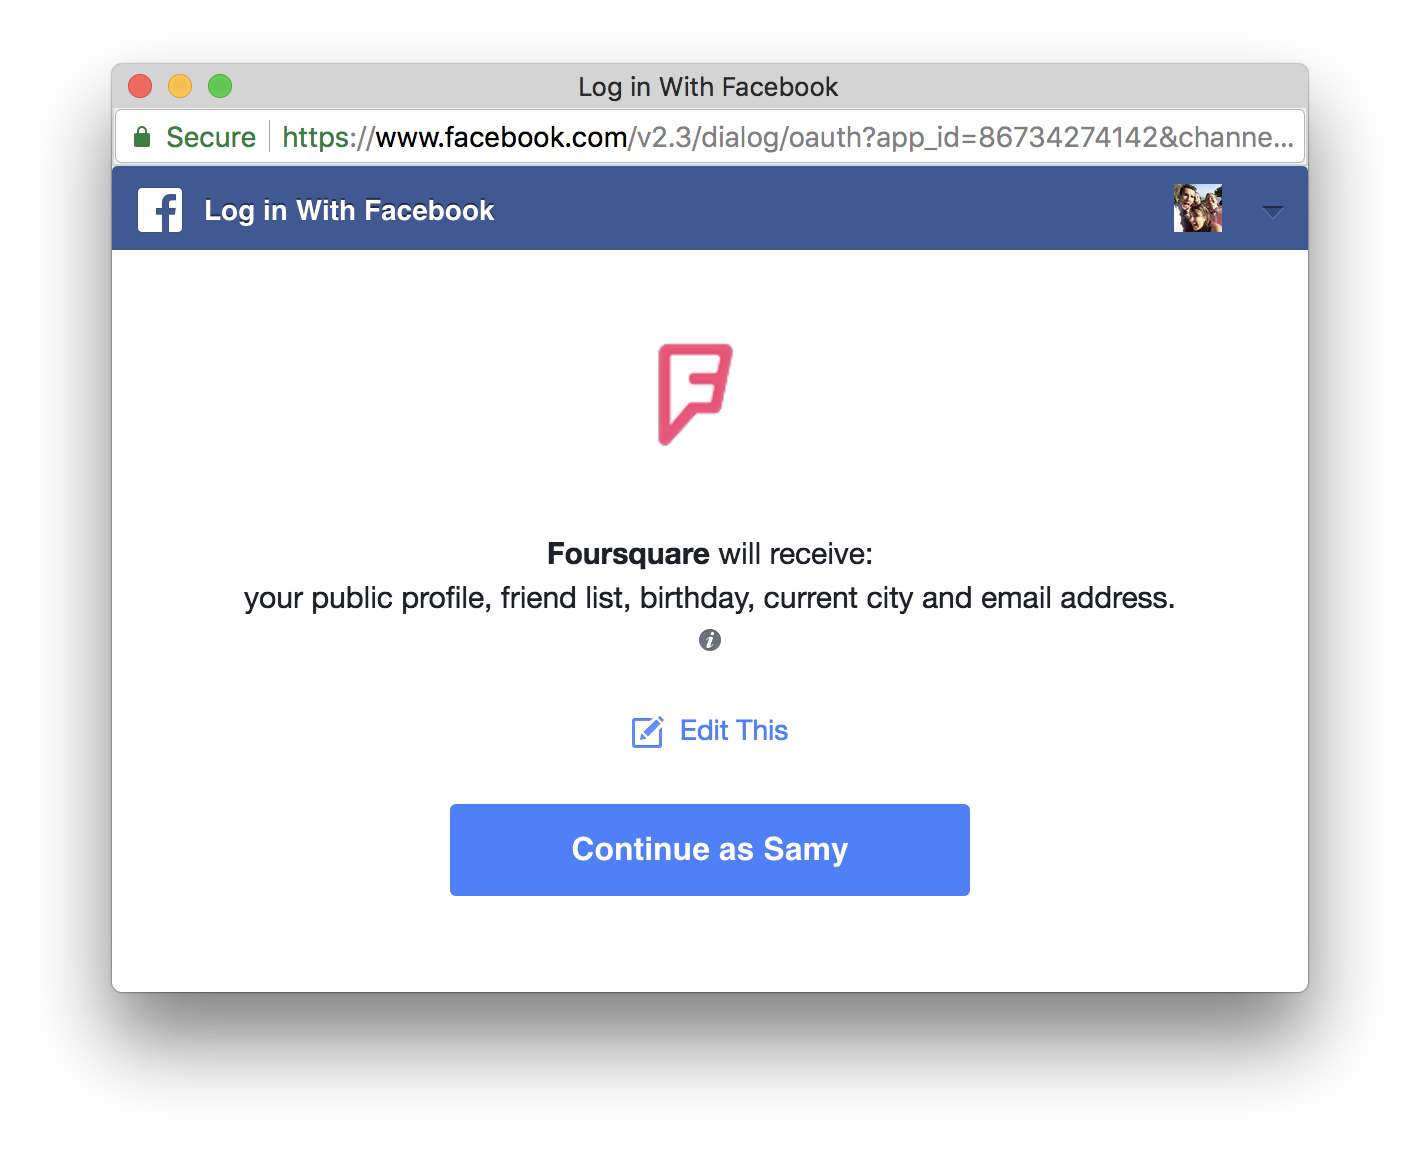 Log in With Facebook
Secure https://www.facebook.com/v2.3/dialog/oauth?app_id=86734274142&channe...
Log in With Facebook
Foursquare will receive:
your public profile, friend list, birthday, current city and email address.
Edit This
Continue as Samy